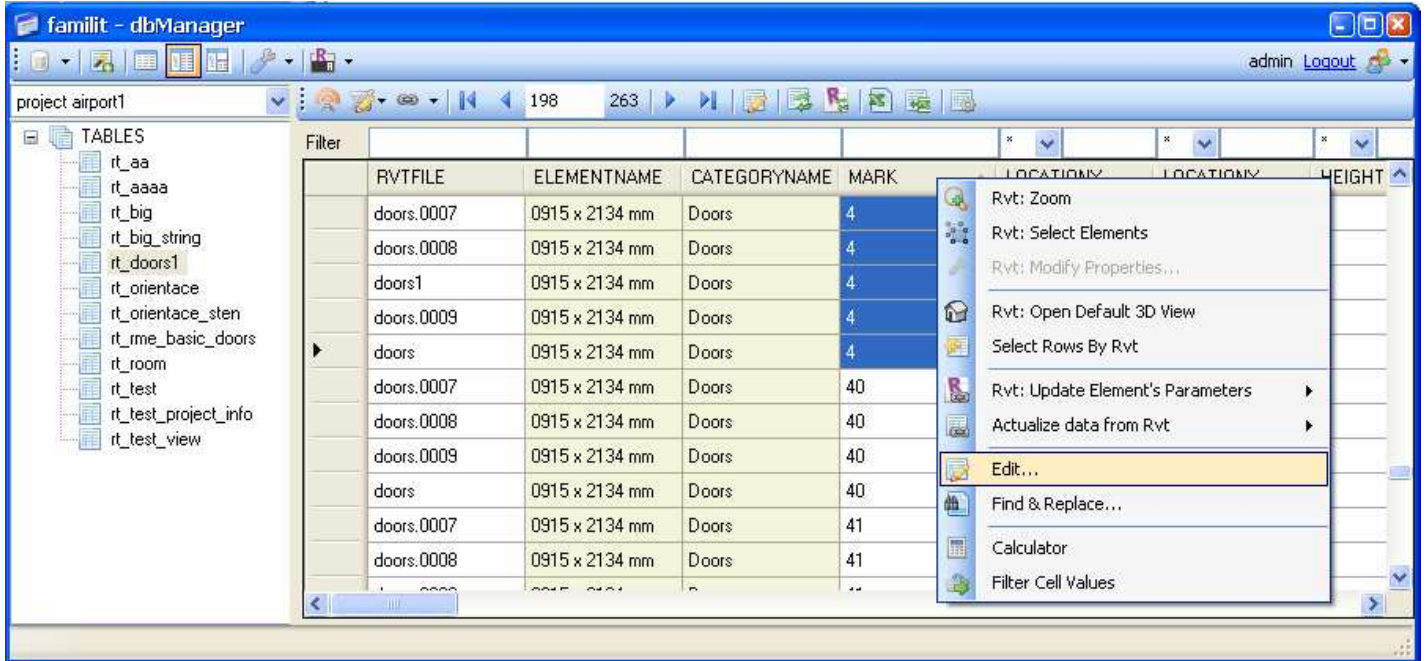 familit - dbManager
admin Logout
project airport1
198 263
TABLES
rt_aa
rt_aaaa
rt_big
rt_big_string
rt_doors1
rt_orientace
rt_orientace_sten
rt_rme_basic_doors
rt_room
rt_test
rt_test_project_info
rt_test_view
Filter * * *
RVTFILE ELEMENTNAME CATEGORYNAME MARK HEIGHT
doors.0007 0915 x 2134 mm Doors 4
doors.0008 0915 x 2134 mm Doors 4
doors1 0915 x 2134 mm Doors 4
doors.0009 0915 x 2134 mm Doors 4
doors 0915 x 2134 mm Doors 4
doors.0007 0915 x 2134 mm Doors 40
doors.0008 0915 x 2134 mm Doors 40
doors.0009 0915 x 2134 mm Doors 40
doors 0915 x 2134 mm Doors 40
doors.0007 0915 x 2134 mm Doors 41
doors.0008 0915 x 2134 mm Doors 41
Rvt: Zoom
Rvt: Select Elements
Rvt: Modify Properties...
Rvt: Open Default 3D View
Select Rows By Rvt
Rvt: Update Element's Parameters
Actualize data from Rvt
Edit...
Find & Replace...
Calculator
Filter Cell Values